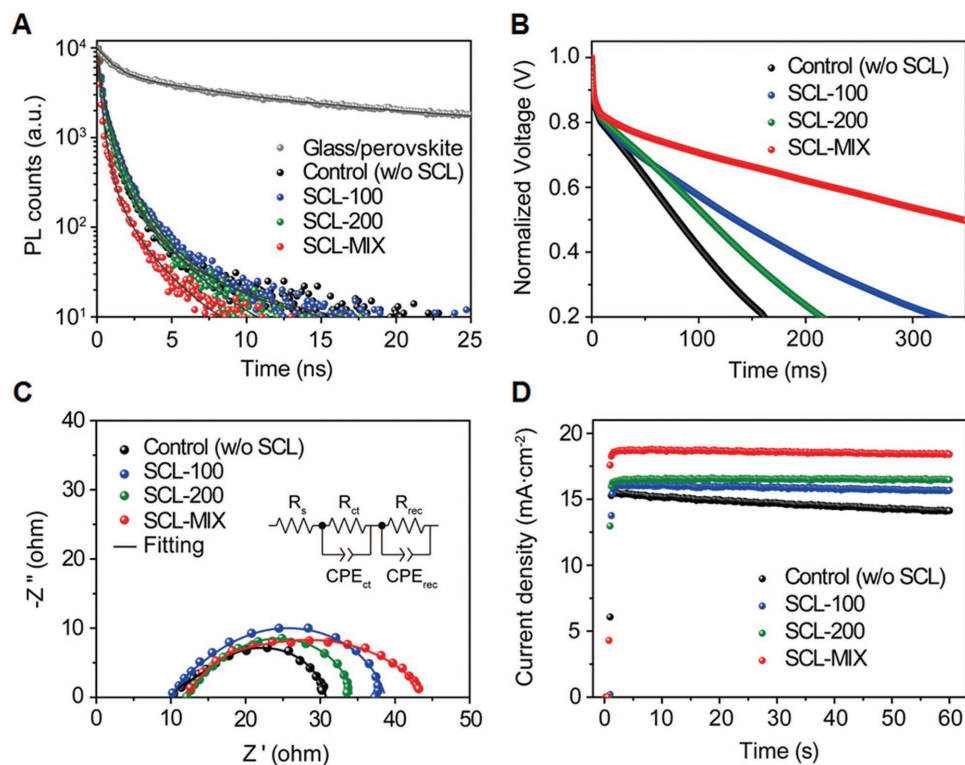 A
10⁴
10³
10²
10¹
PL counts (a.u.)
Glass/perovskite
Control (w/o SCL)
SCL-100
SCL-200
SCL-MIX
0 5 10 15 20 25
Time (ns)
B
1.0
0.8
0.6
0.4
0.2
Normalized Voltage (V)
Control (w/o SCL)
SCL-100
SCL-200
SCL-MIX
0 100 200 300
Time (ms)
C
40
30
20
10
0
-Z'' (ohm)
Control (w/o SCL)
SCL-100
SCL-200
SCL-MIX
Fitting
Rs Rct Rrec
CPEct CPErec
0 10 20 30 40 50
Z ' (ohm)
D
20
15
10
5
0
Current density (mA·cm⁻²)
Control (w/o SCL)
SCL-100
SCL-200
SCL-MIX
0 10 20 30 40 50 60
Time (s)